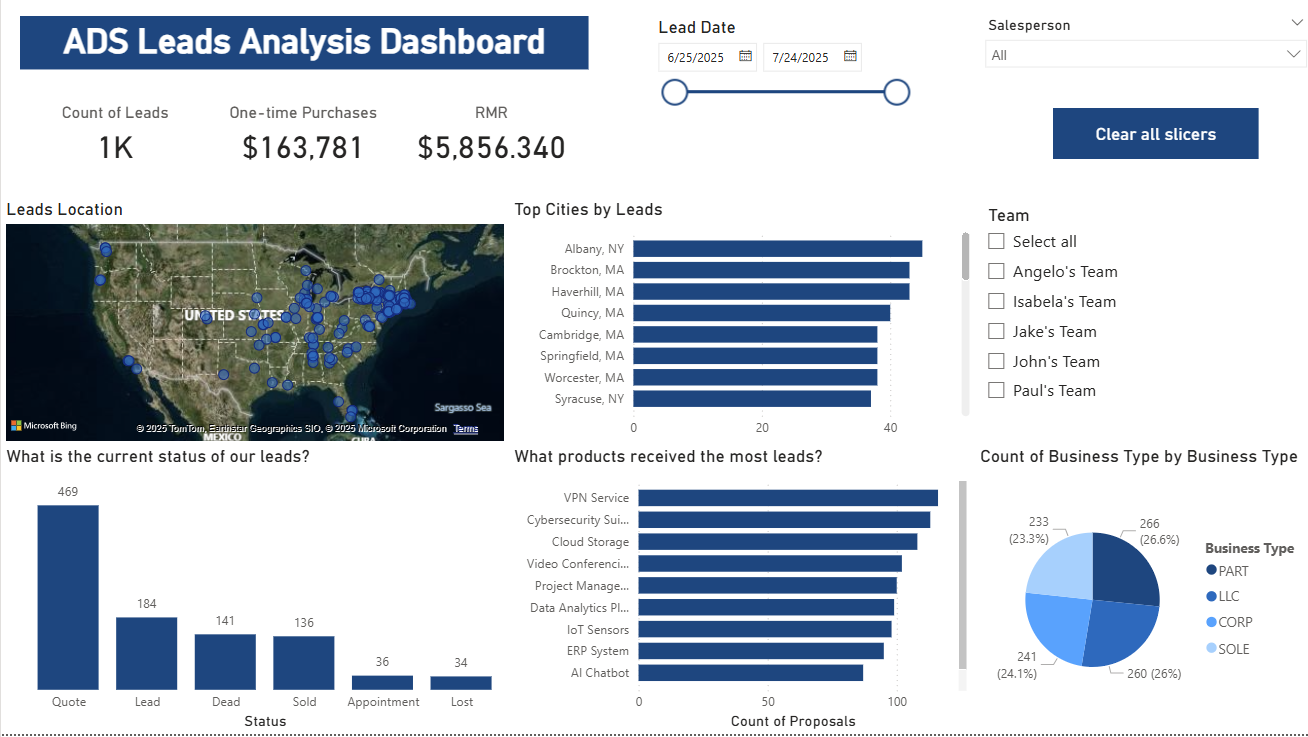 ADS Leads Analysis Dashboard
Lead Date
6/25/2025
7/24/2025
Salesperson
All
Clear all slicers
Count of Leads
1K
One-time Purchases
$163,781
RMR
$5,856.340
Leads Location
UNITED STATES
MEXICO
CUBA
Sargasso Sea
Microsoft Bing
© 2025 TomTom, Earthstar Geographics SIO, © 2025 Microsoft Corporation Terms
Top Cities by Leads
Albany, NY
Brockton, MA
Haverhill, MA
Quincy, MA
Cambridge, MA
Springfield, MA
Worcester, MA
Syracuse, NY
0 20 40
Team
Select all
Angelo's Team
Isabela's Team
Jake's Team
John's Team
Paul's Team
What is the current status of our leads?
469
184
141
136
36
34
Quote Lead Dead Sold Appointment Lost
Status
What products received the most leads?
VPN Service
Cybersecurity Sui...
Cloud Storage
Video Conferenci...
Project Manage...
Data Analytics Pl...
IoT Sensors
ERP System
AI Chatbot
0 50 100
Count of Proposals
Count of Business Type by Business Type
233
(23.3%)
266
(26.6%)
241
(24.1%)
260 (26%)
Business Type
PART
LLC
CORP
SOLE